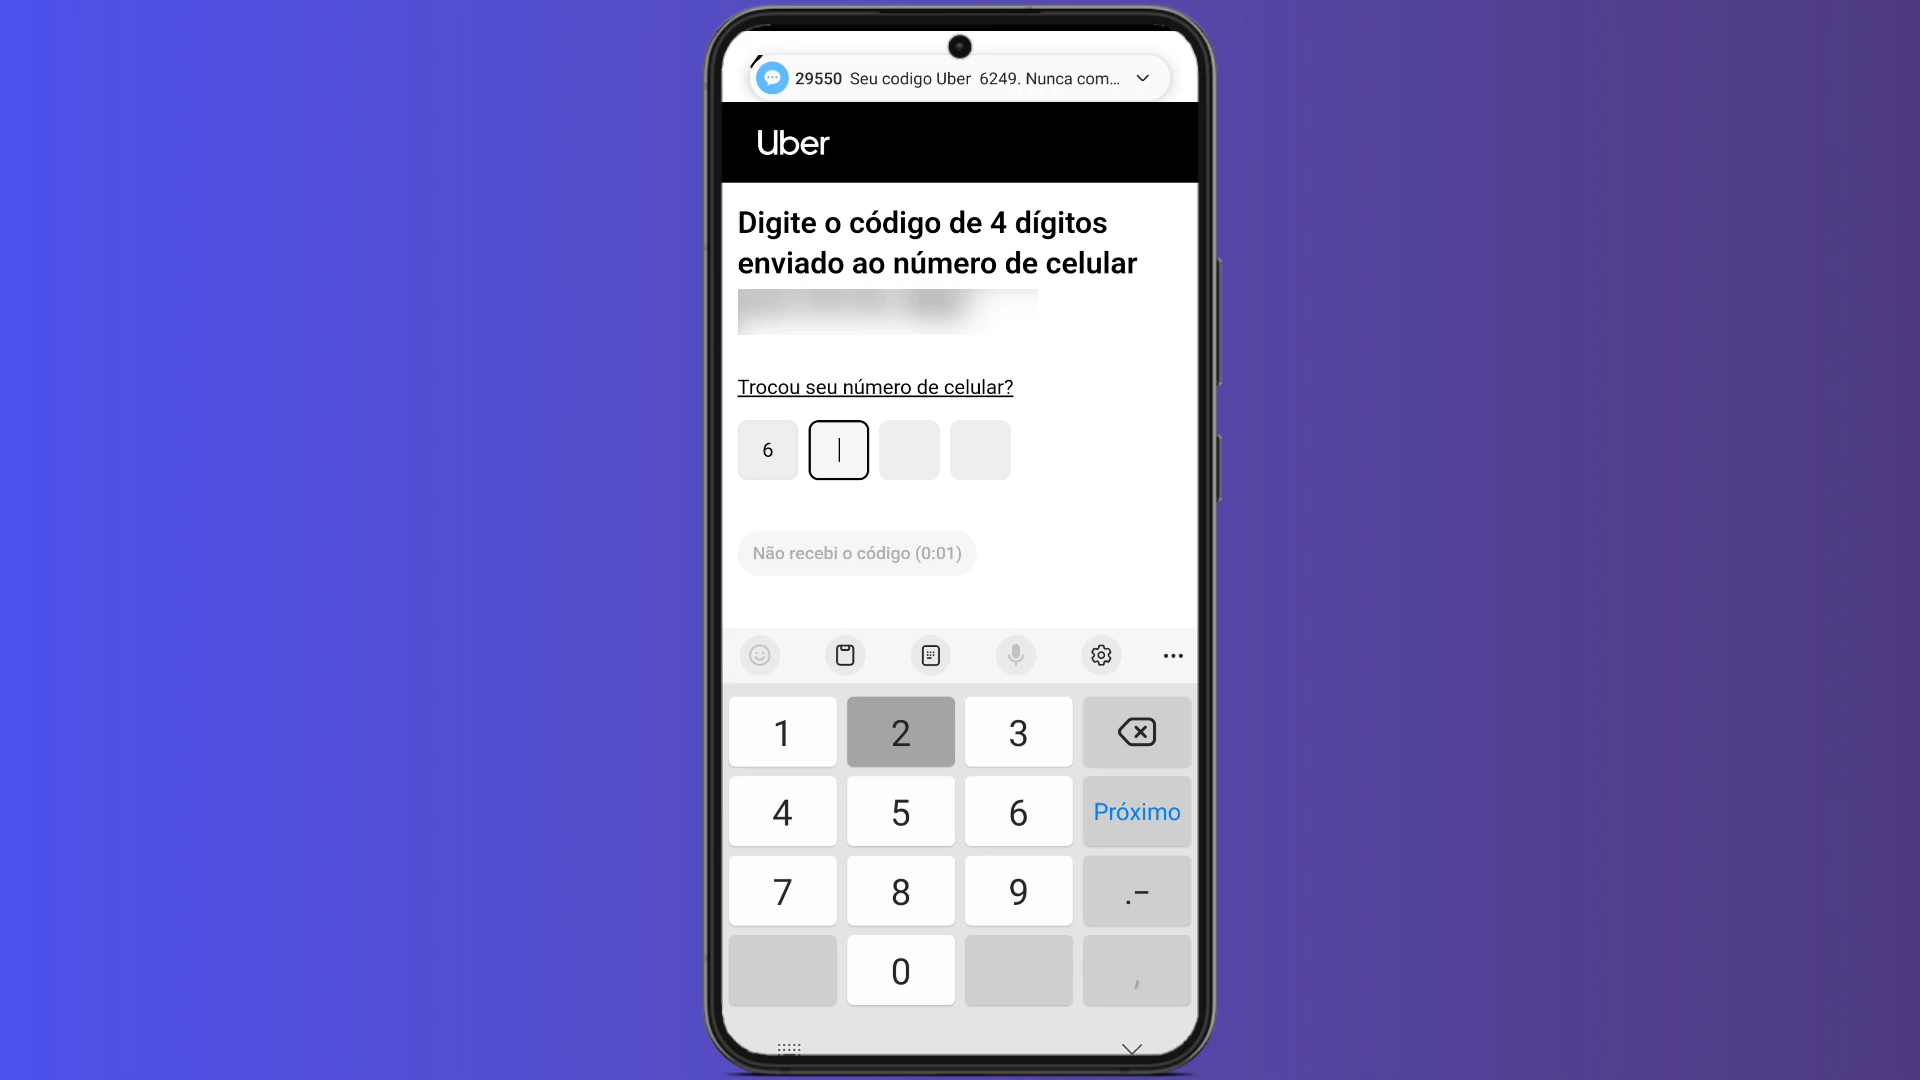 29550 Seu codigo Uber 6249. Nunca com...
Uber
Digite o código de 4 dígitos
enviado ao número de celular
Trocou seu número de celular?
6
Não recebi o código (0:01)
1 2 3
4 5 6 Próximo
7 8 9 .-
0 ,